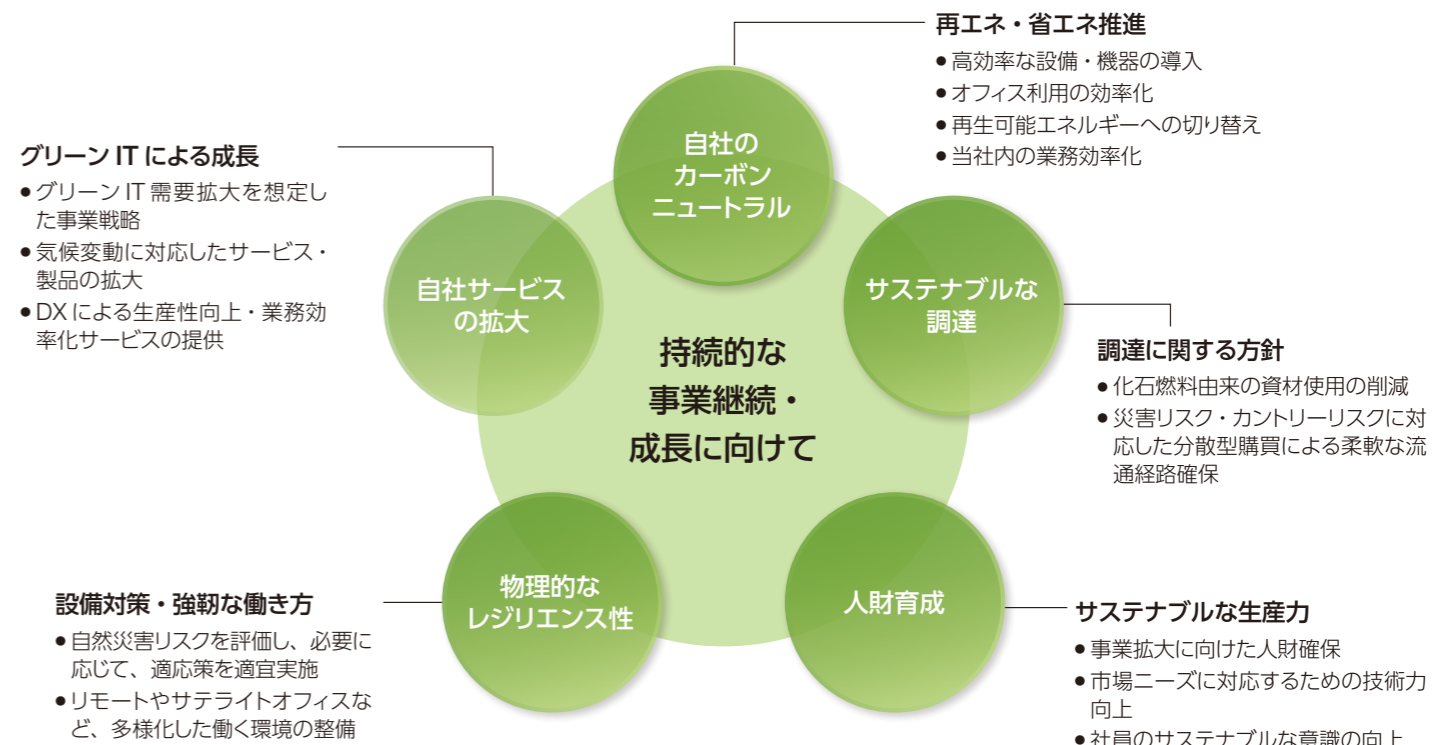 再エネ・省エネ推進
●高効率な設備・機器の導入
●オフィス利用の効率化
●再生可能エネルギーへの切り替え
●当社内の業務効率化
自社の
カーボン
ニュートラル
グリーン IT による成長
●グリーン IT 需要拡大を想定し
た事業戦略
●気候変動に対応したサービス・
製品の拡大
●DX による生産性向上・業務効
率化サービスの提供
自社サービス
の拡大
サステナブルな
調達
調達に関する方針
●化石燃料由来の資材使用の削減
●災害リスク・カントリーリスクに対
応した分散型購買による柔軟な流
通経路確保
持続的な
事業継続・
成長に向けて
物理的な
レジリエンス性
設備対策・強靭な働き方
●自然災害リスクを評価し、必要に
応じて、適応策を適宜実施
●リモートやサテライトオフィスな
ど、多様化した働く環境の整備
人財育成
サステナブルな生産力
●事業拡大に向けた人財確保
●市場ニーズに対応するための技術力
向上
●社員のサステナブルな意識の向上